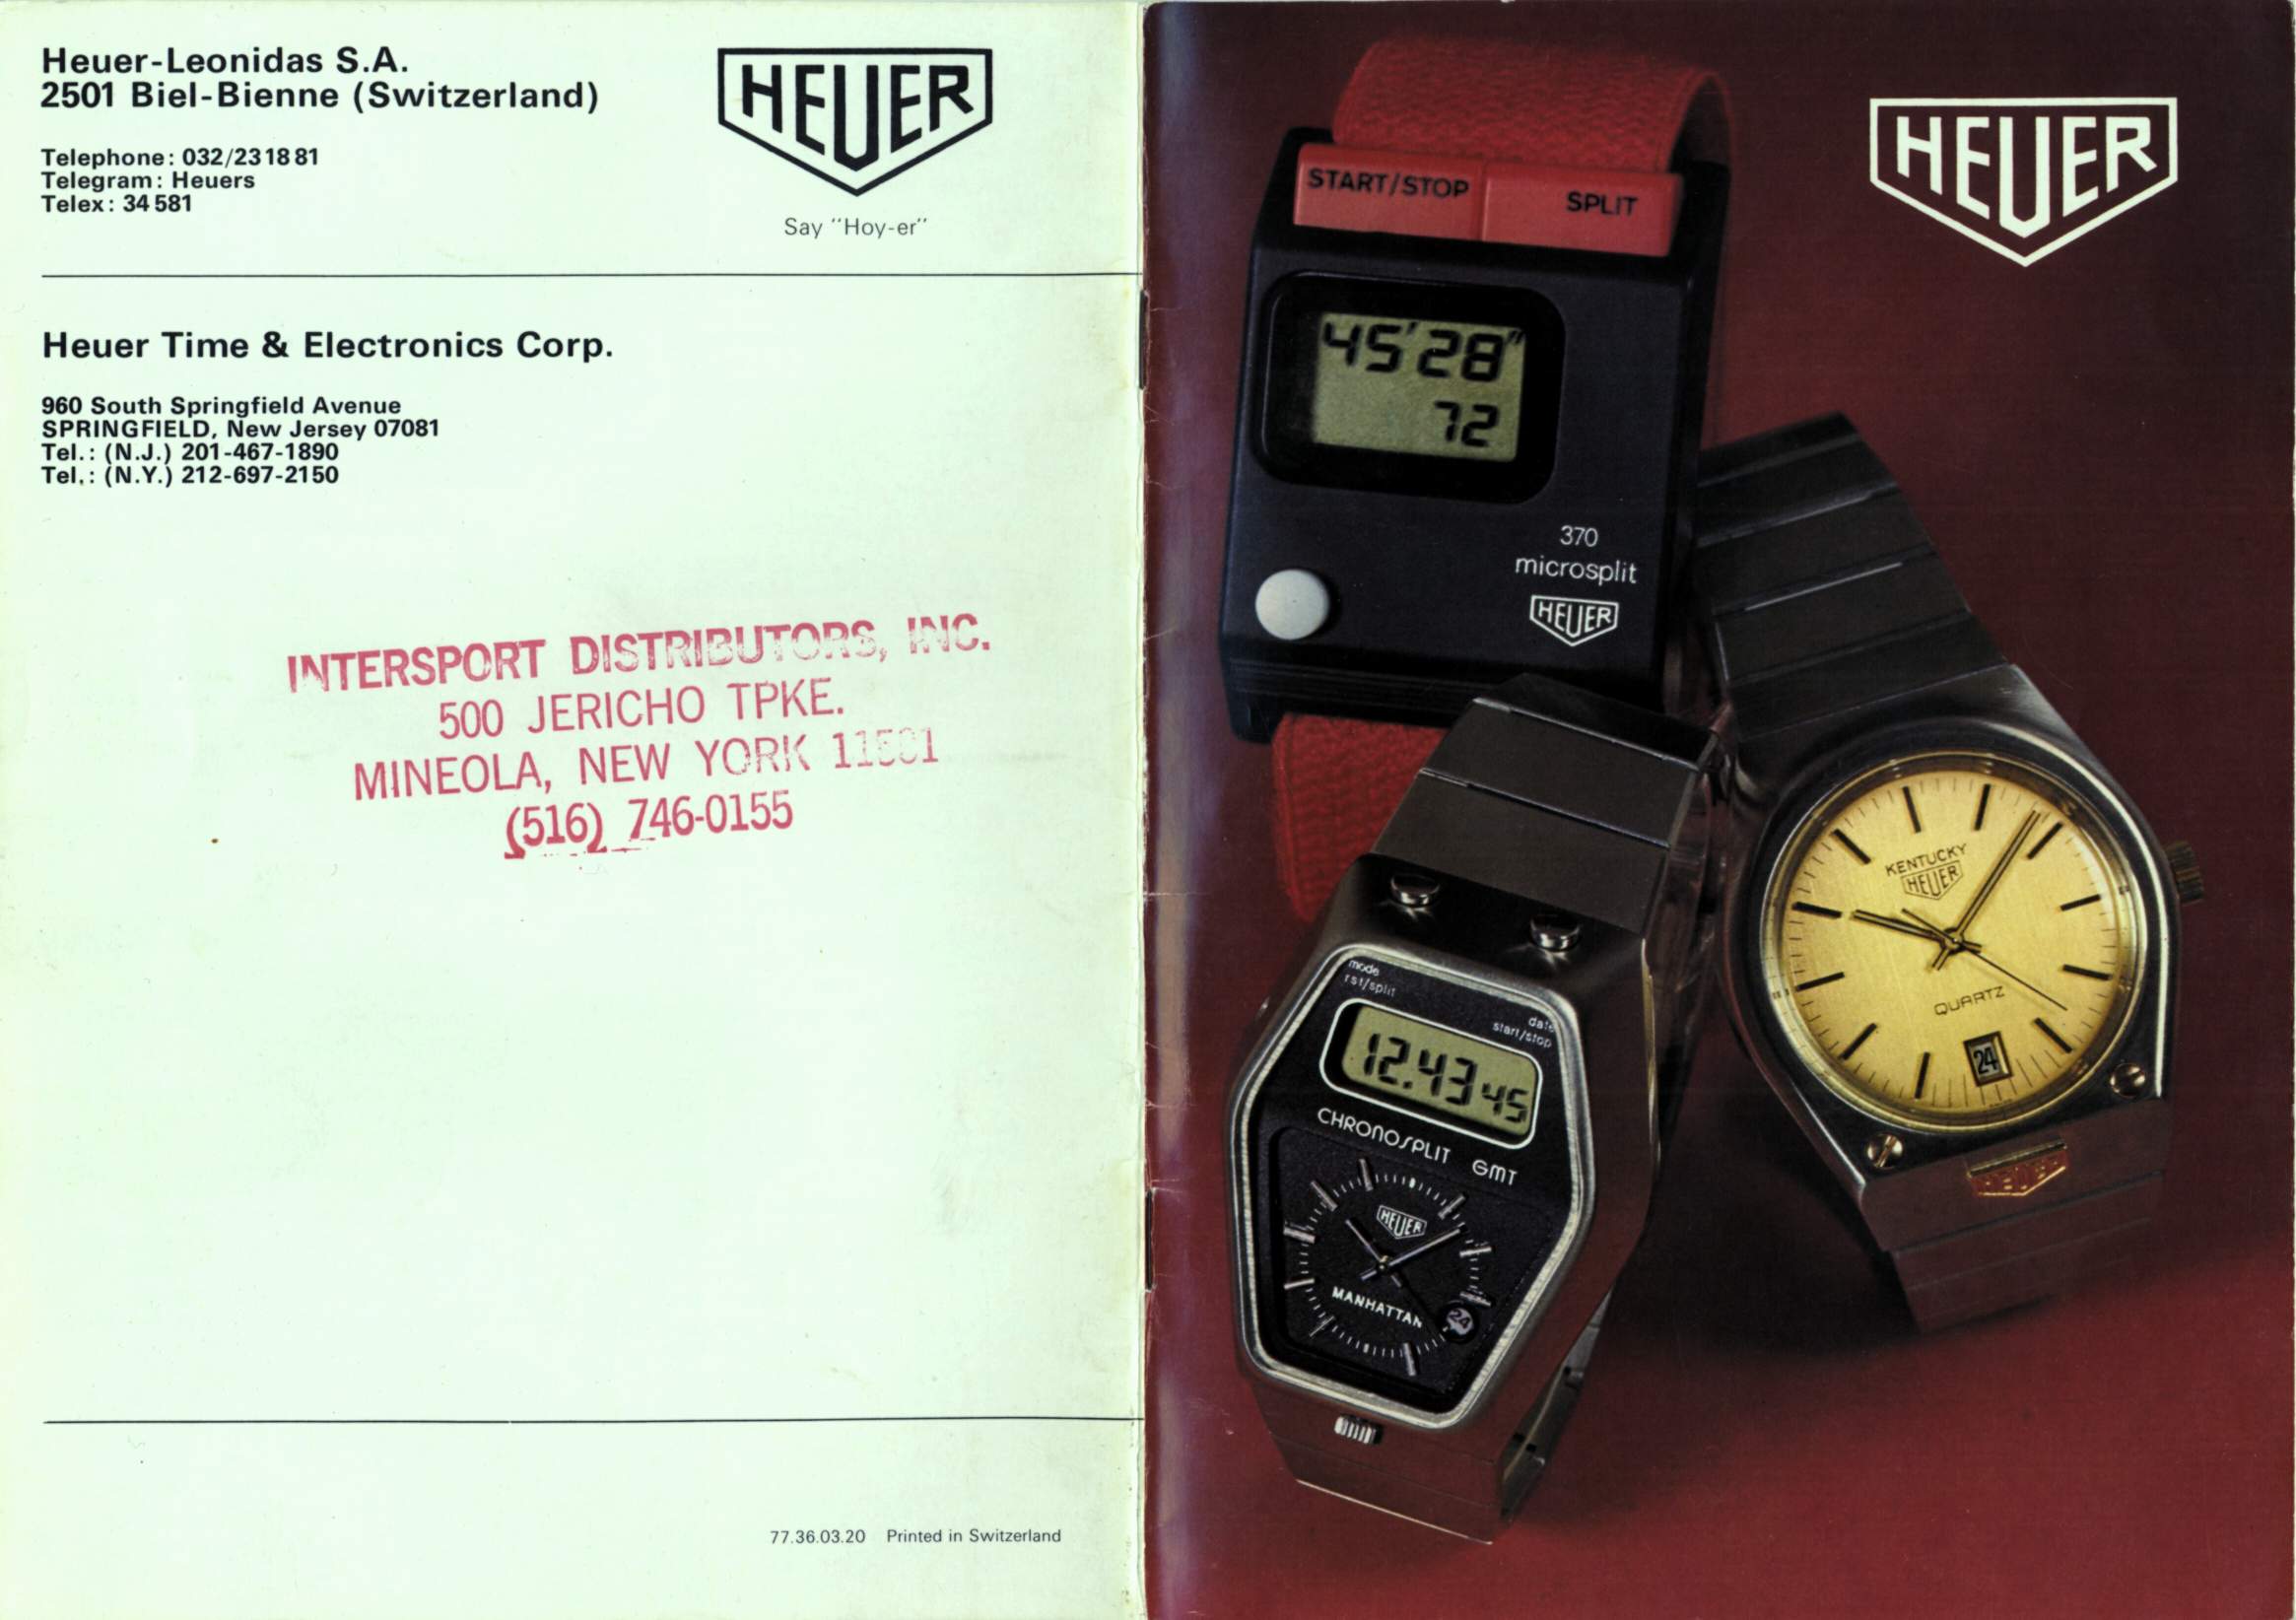 Heuer-Leonidas S.A.
2501 Biel-Bienne (Switzerland)
Telephone: 032/23 18 81
Telegram: Heuers
Telex: 34 581
HEUER
Say "Hoy-er"
Heuer Time & Electronics Corp.
960 South Springfield Avenue
SPRINGFIELD, New Jersey 07081
Tel.: (N.J.) 201-467-1890
Tel.: (N.Y.) 212-697-2150
INTERSPORT DISTRIBUTORS, INC.
500 JERICHO TPKE.
MINEOLA, NEW YORK
(516) 746-0155
77.36.03.20 Printed in Switzerland
HEUER
START/STOP SPLIT
45'28"
72
370
microsplit
HEUER
KENTUCKY
HEUER
QUARTZ
24
HEUER
mode
rst/split
date
start/stop
12.43 45
CHRONOSPLIT GMT
HEUER
MANHATTAN
24